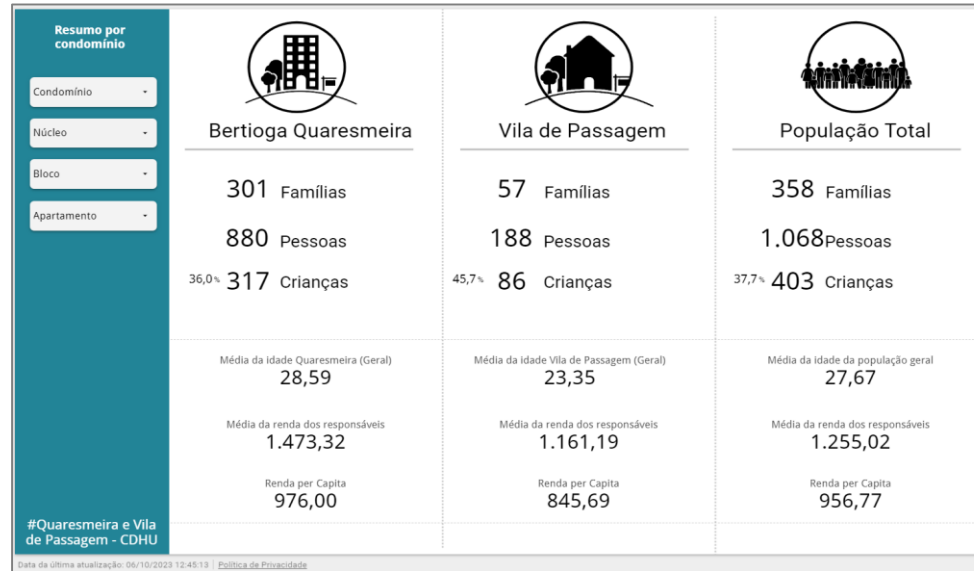 Resumo por
condomínio
Condomínio
Núcleo
Bloco
Apartamento
#Quaresmeira e Vila
de Passagem - CDHU
Bertioga Quaresmeira
301 Famílias
880 Pessoas
36,0% 317 Crianças
Média da idade Quaresmeira (Geral)
28,59
Média da renda dos responsáveis
1.473,32
Renda per Capita
976,00
Vila de Passagem
57 Famílias
188 Pessoas
45,7% 86 Crianças
Média da idade Vila de Passagem (Geral)
23,35
Média da renda dos responsáveis
1.161,19
Renda per Capita
845,69
População Total
358 Famílias
1.068 Pessoas
37,7% 403 Crianças
Média da idade da população geral
27,67
Média da renda dos responsáveis
1.255,02
Renda per Capita
956,77
Data da última atualização: 06/10/2023 12:45:13 | Política de Privacidade